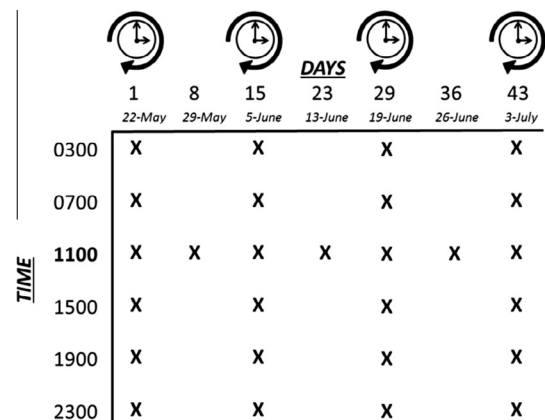 DAYS
1 8 15 23 29 36 43
22-May 29-May 5-June 13-June 19-June 26-June 3-July
0300 X X X X
0700 X X X X
TIME
1100 X X X X X X X
1500 X X X X
1900 X X X X
2300 X X X X